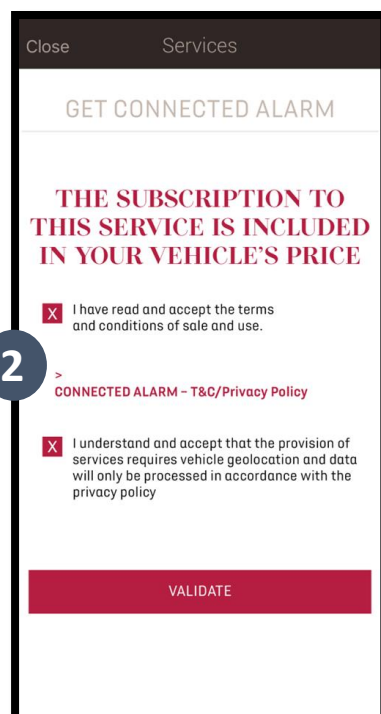 Close Services
GET CONNECTED ALARM
THE SUBSCRIPTION TO
THIS SERVICE IS INCLUDED
IN YOUR VEHICLE'S PRICE
X I have read and accept the terms
and conditions of sale and use.
2
>
CONNECTED ALARM – T&C/Privacy Policy
X I understand and accept that the provision of
services requires vehicle geolocation and data
will only be processed in accordance with the
privacy policy
VALIDATE